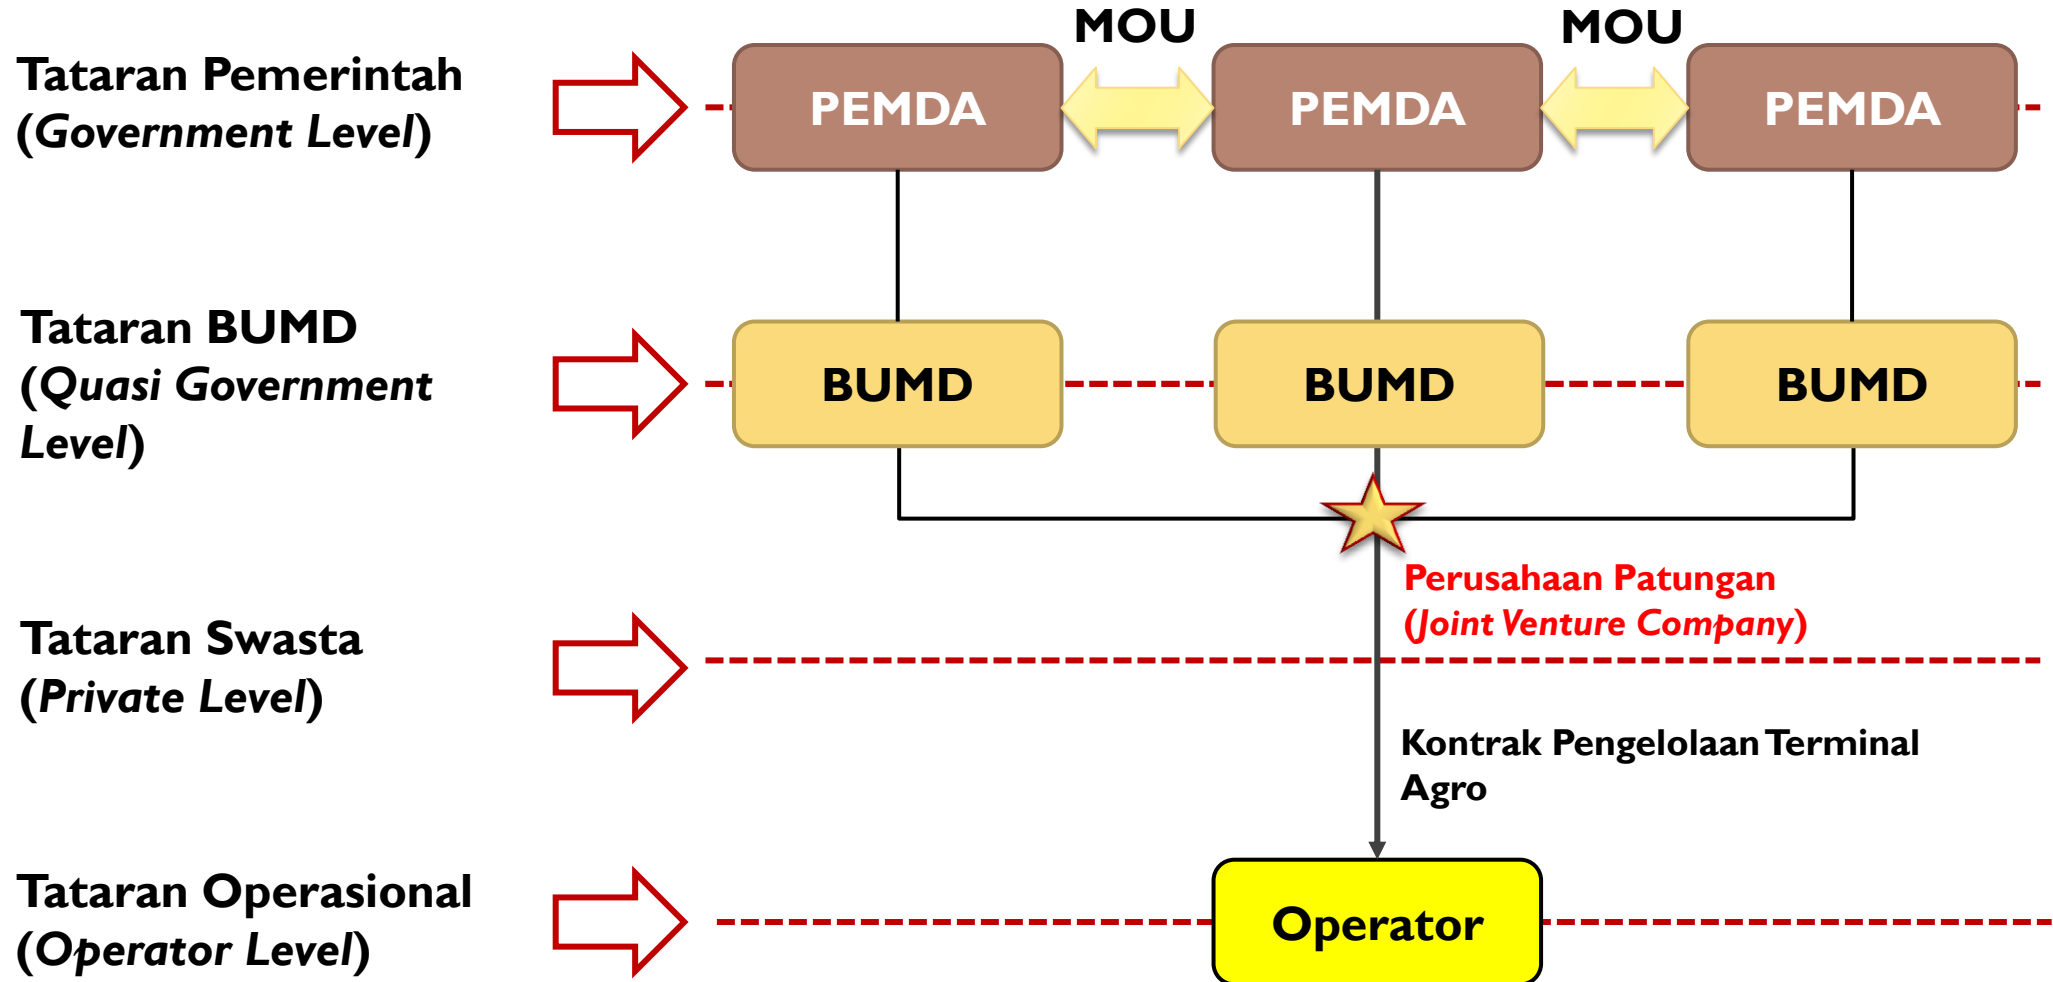 MOU
MOU
Tataran Pemerintah
(Government Level)
PEMDA
PEMDA
PEMDA
Tataran BUMD
(Quasi Government
Level)
BUMD
BUMD
BUMD
Perusahaan Patungan
(Joint Venture Company)
Tataran Swasta
(Private Level)
Kontrak Pengelolaan Terminal
Agro
Tataran Operasional
(Operator Level)
Operator